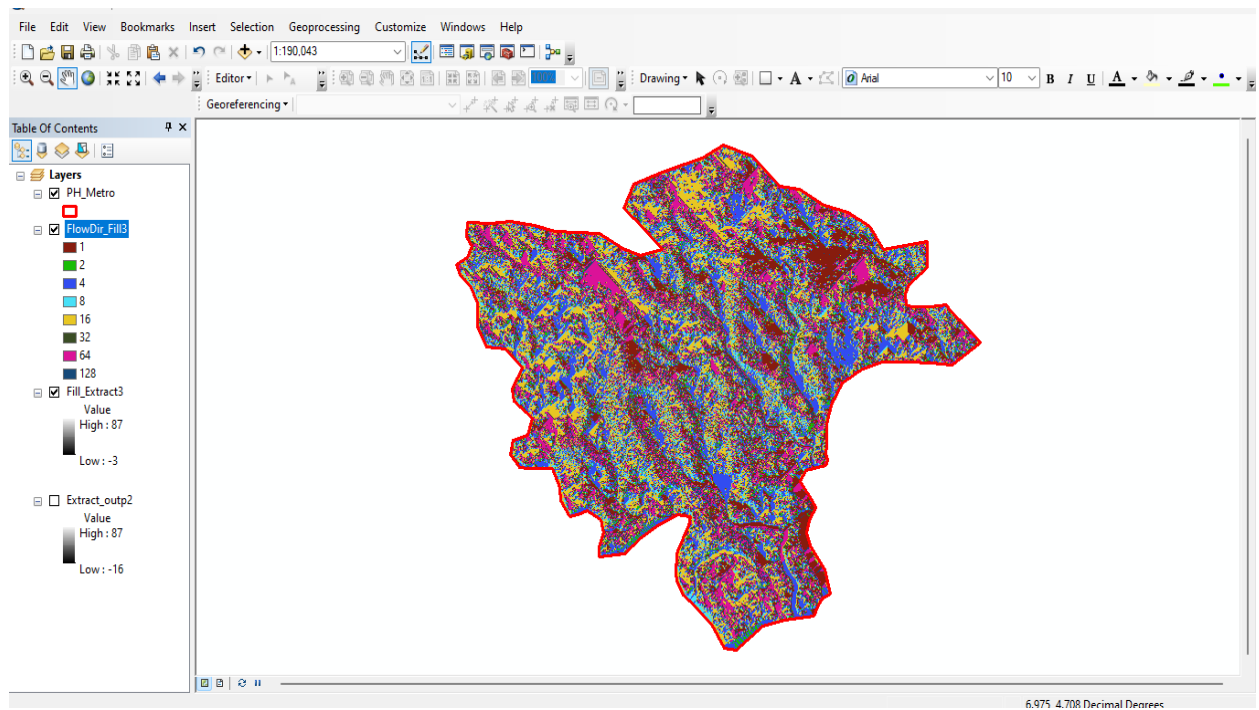 File Edit View Bookmarks Insert Selection Geoprocessing Customize Windows Help
1:190,043
Editor 100% Drawing A Arial 10 B I U A
Georeferencing
Table Of Contents
Layers
PH_Metro
FlowDir_Fill3
1
2
4
8
16
32
64
128
Fill_Extract3
Value
High : 87
Low : -3
Extract_outp2
Value
High : 87
Low : -16
6.975 4.708 Decimal Degrees